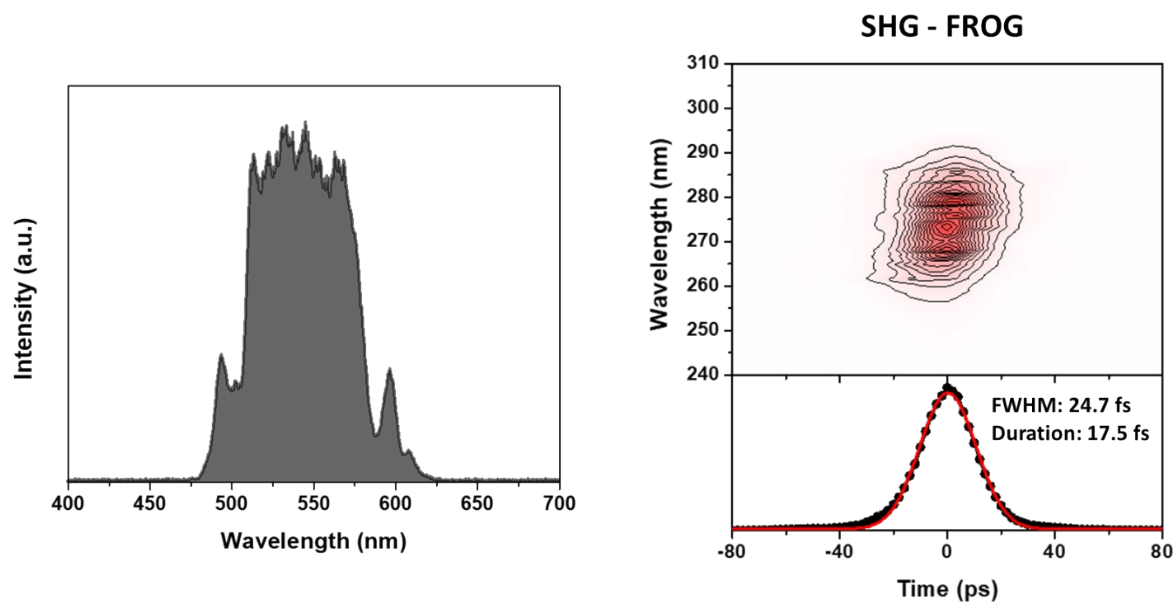 Intensity (a.u.)
400 450 500 550 600 650 700
Wavelength (nm)
SHG - FROG
310
300
290
280
270
260
250
240
Wavelength (nm)
FWHM: 24.7 fs
Duration: 17.5 fs
-80 -40 0 40 80
Time (ps)